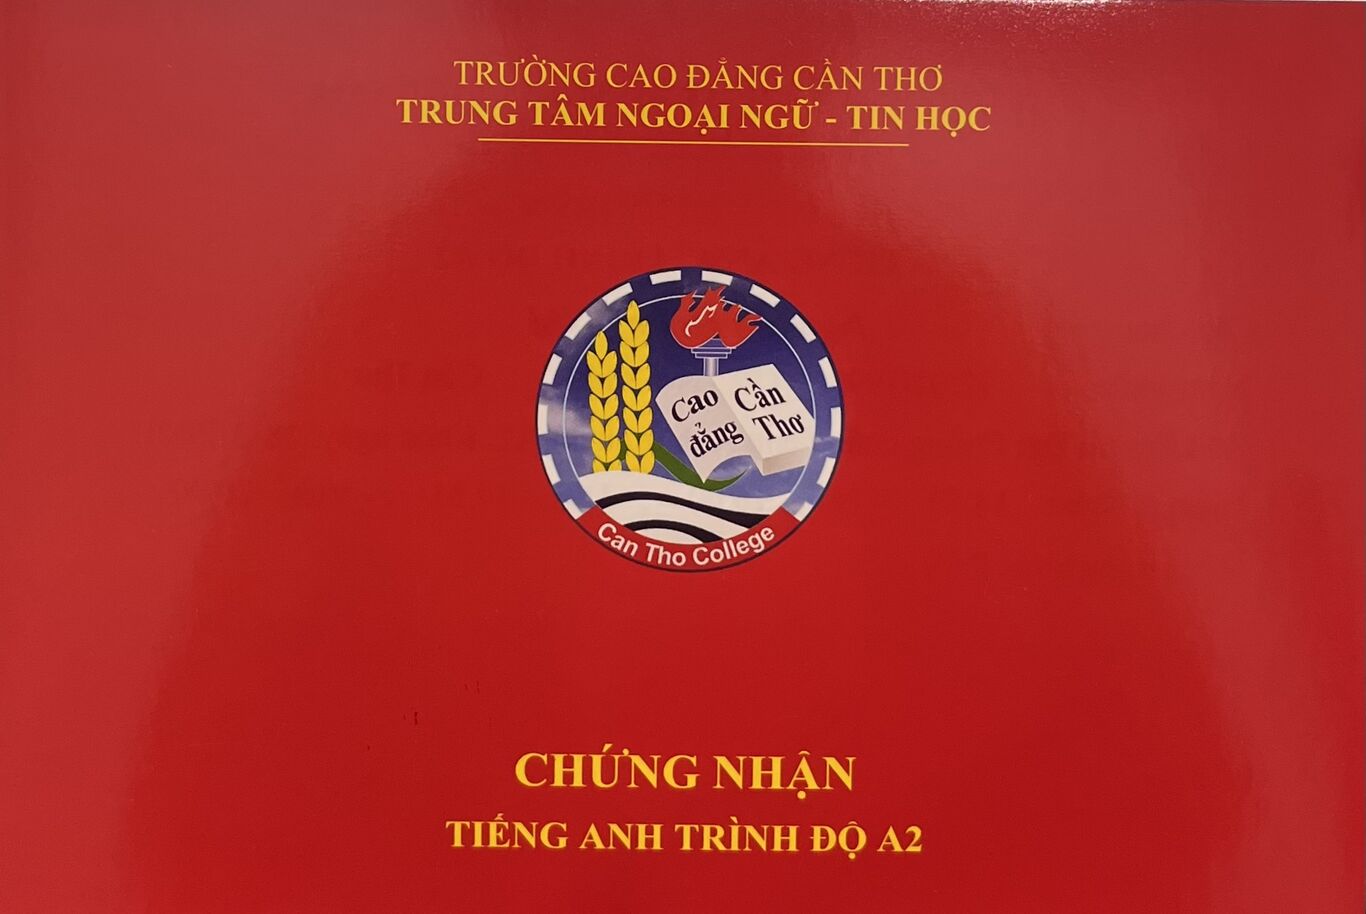 TRƯỜNG CAO ĐẲNG CẦN THƠ
TRUNG TÂM NGOẠI NGỮ - TIN HỌC
Cao đẳng
Cần Thơ
Can Tho College
CHỨNG NHẬN
TIẾNG ANH TRÌNH ĐỘ A2